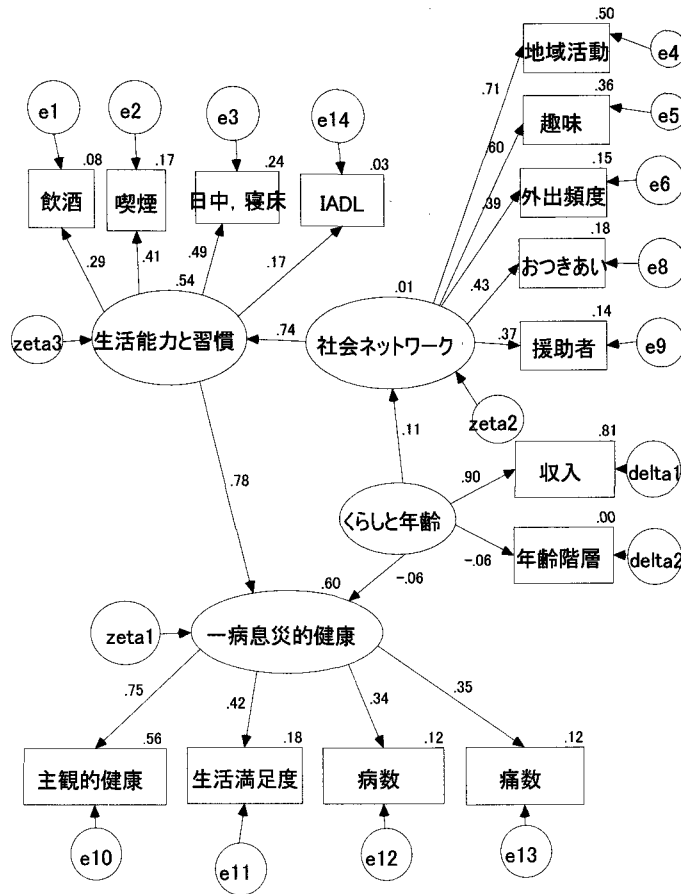 .50
地域活動
e4
.71
.36
趣味
e5
.60
.15
外出頻度
e6
.39
.18
おつきあい
e8
.43
.14
援助者
e9
.37
e1
e2
e3
e14
.08
飲酒
.17
喫煙
.24
日中，寝床
.03
IADL
.29
.41
.49
.17
.54
生活能力と習慣
zeta3
.74
.01
社会ネットワーク
zeta2
.11
.81
収入
delta1
.90
くらしと年齢
.00
年齢階層
delta2
-.06
-.06
.78
.60
一病息災的健康
zeta1
.75
.42
.34
.35
.56
主観的健康
.18
生活満足度
.12
病数
.12
痛数
e10
e11
e12
e13